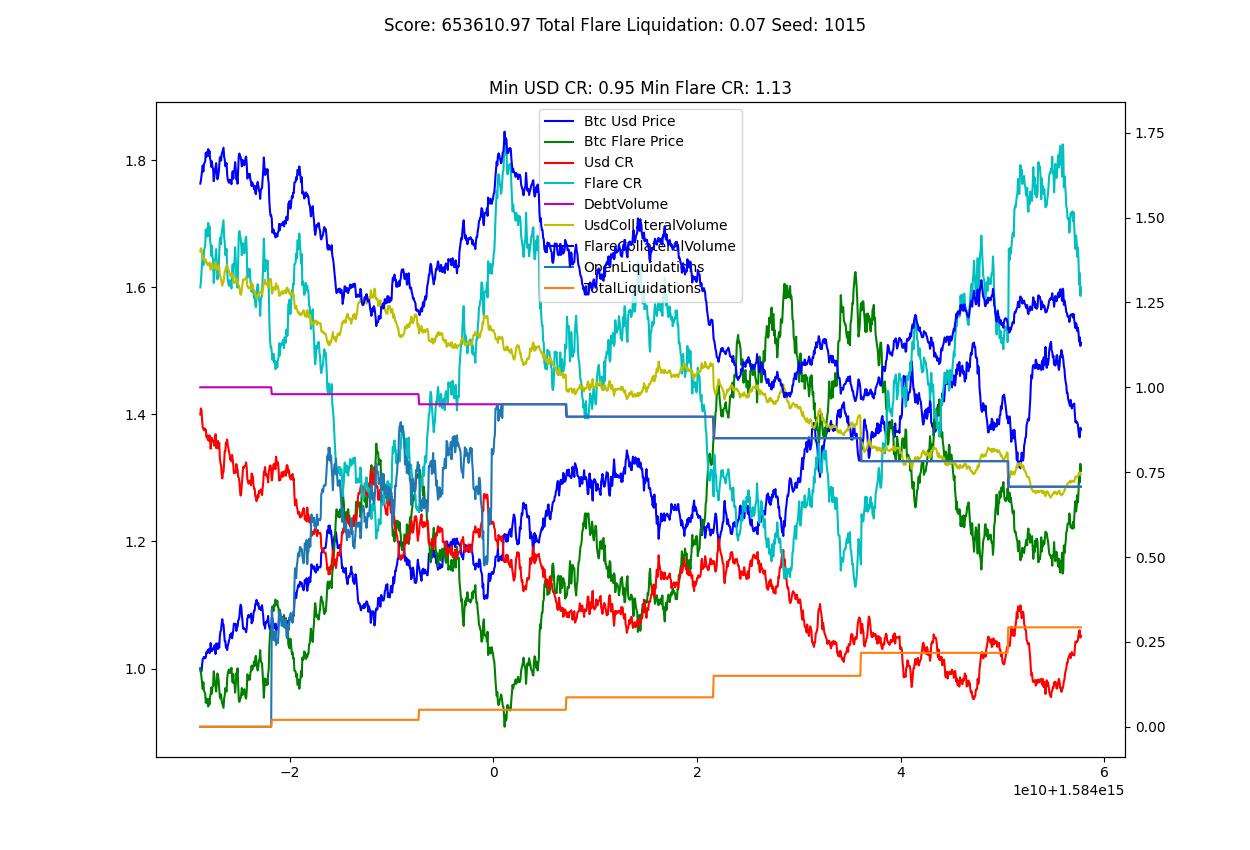 Score: 653610.97 Total Flare Liquidation: 0.07 Seed: 1015
Min USD CR: 0.95 Min Flare CR: 1.13
Btc Usd Price
Btc Flare Price
Usd CR
Flare CR
DebtVolume
UsdCollateralVolume
FlareCollateralVolume
OpenLiquidations
TotalLiquidations
1.8
1.6
1.4
1.2
1.0
1.75
1.50
1.25
1.00
0.75
0.50
0.25
0.00
−2 0 2 4 6
1e10+1.584e15